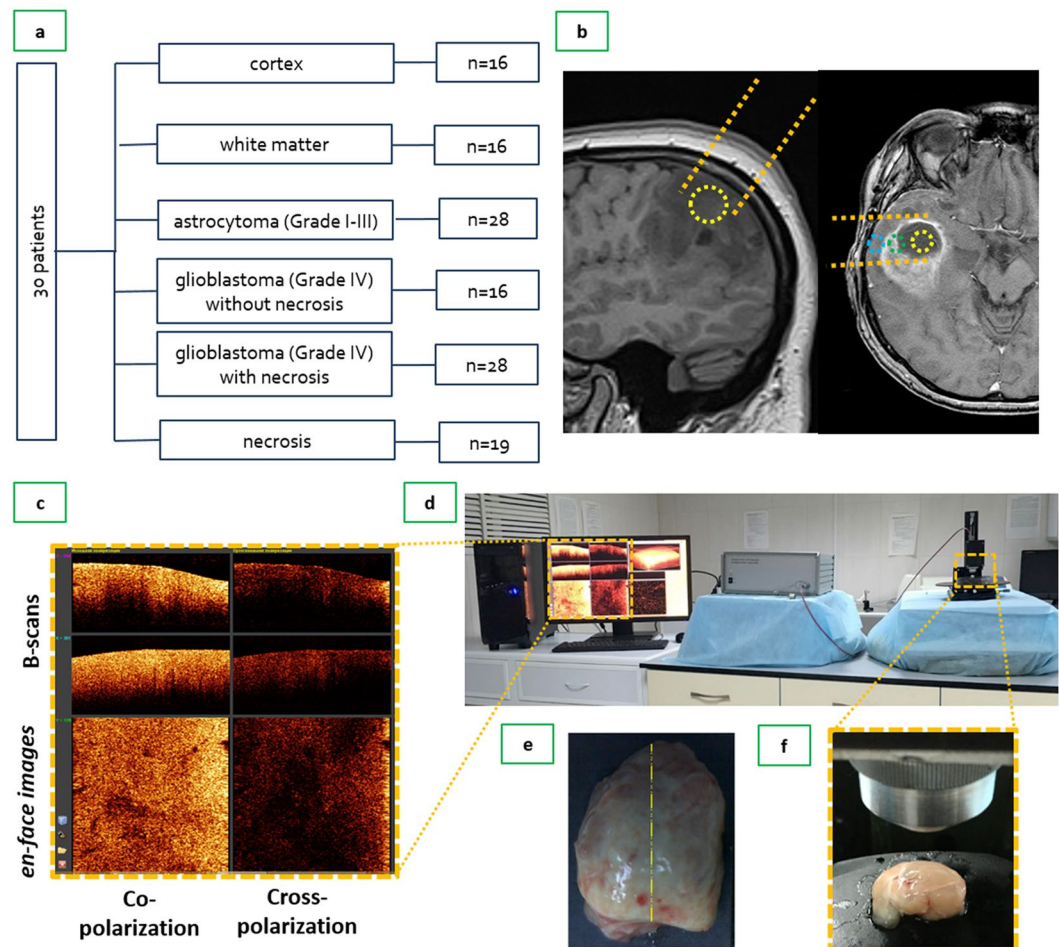 a
30 patients
cortex
n=16
white matter
n=16
astrocytoma (Grade I-III)
n=28
glioblastoma (Grade IV)
without necrosis
n=16
glioblastoma (Grade IV)
with necrosis
n=28
necrosis
n=19
b
c
B-scans
en-face images
Co-
polarization
Cross-
polarization
d
e
f